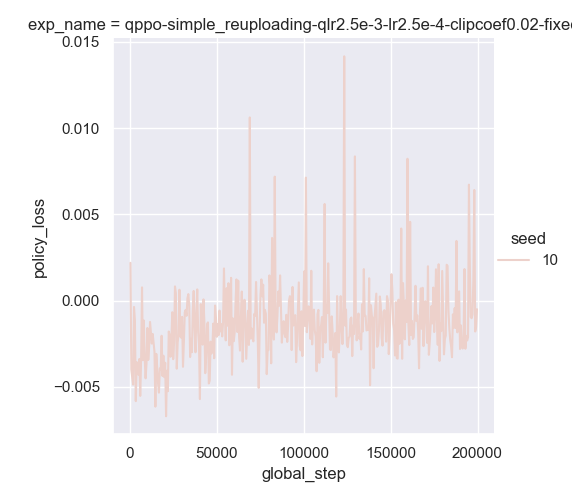 exp_name = qppo-simple_reuploading-qlr2.5e-3-lr2.5e-4-clipcoef0.02-fixed
0.015
0.010
0.005
0.000
−0.005
policy_loss
0
50000
100000
150000
200000
global_step
seed
10